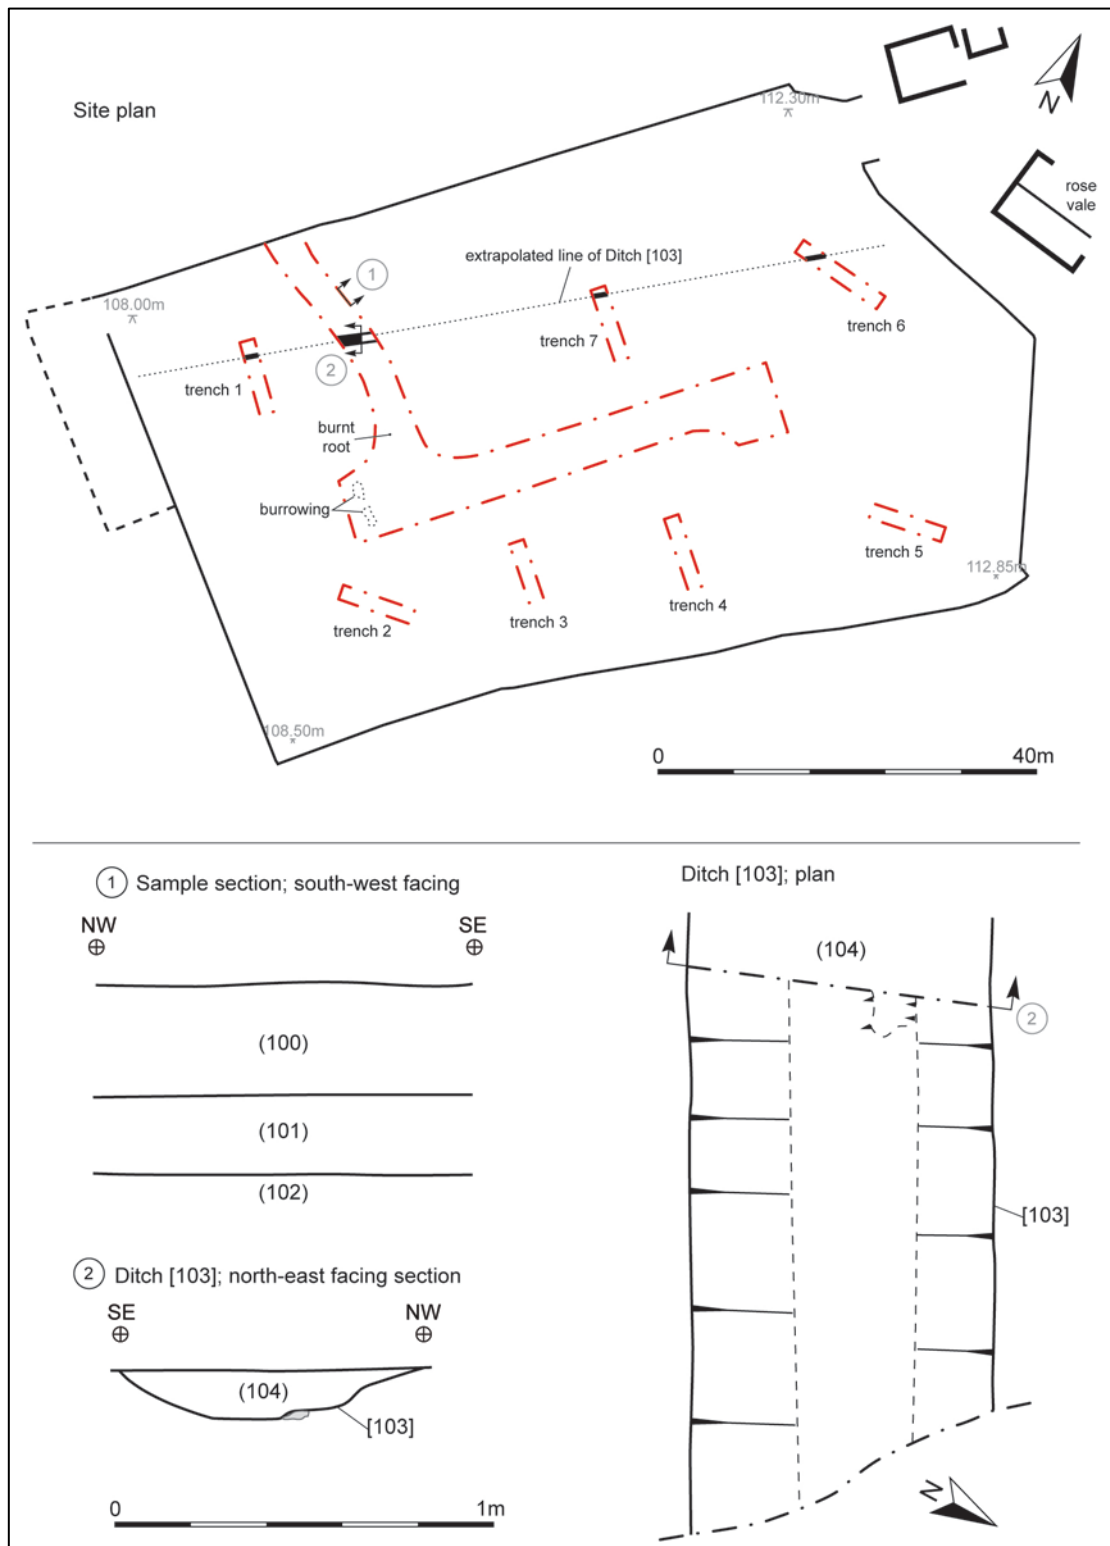 Site plan
112.30m
N
rose
vale
1
extrapolated line of Ditch [103]
108.00m
trench 7
trench 6
2
trench 1
burnt
root
burrowing
trench 5
112.85m
trench 2
trench 3
trench 4
108.50m
0
40m
1
Sample section; south-west facing
Ditch [103]; plan
NW
SE
(104)
(100)
2
(101)
(102)
[103]
2
Ditch [103]; north-east facing section
SE
NW
(104)
[103]
N
0
1m